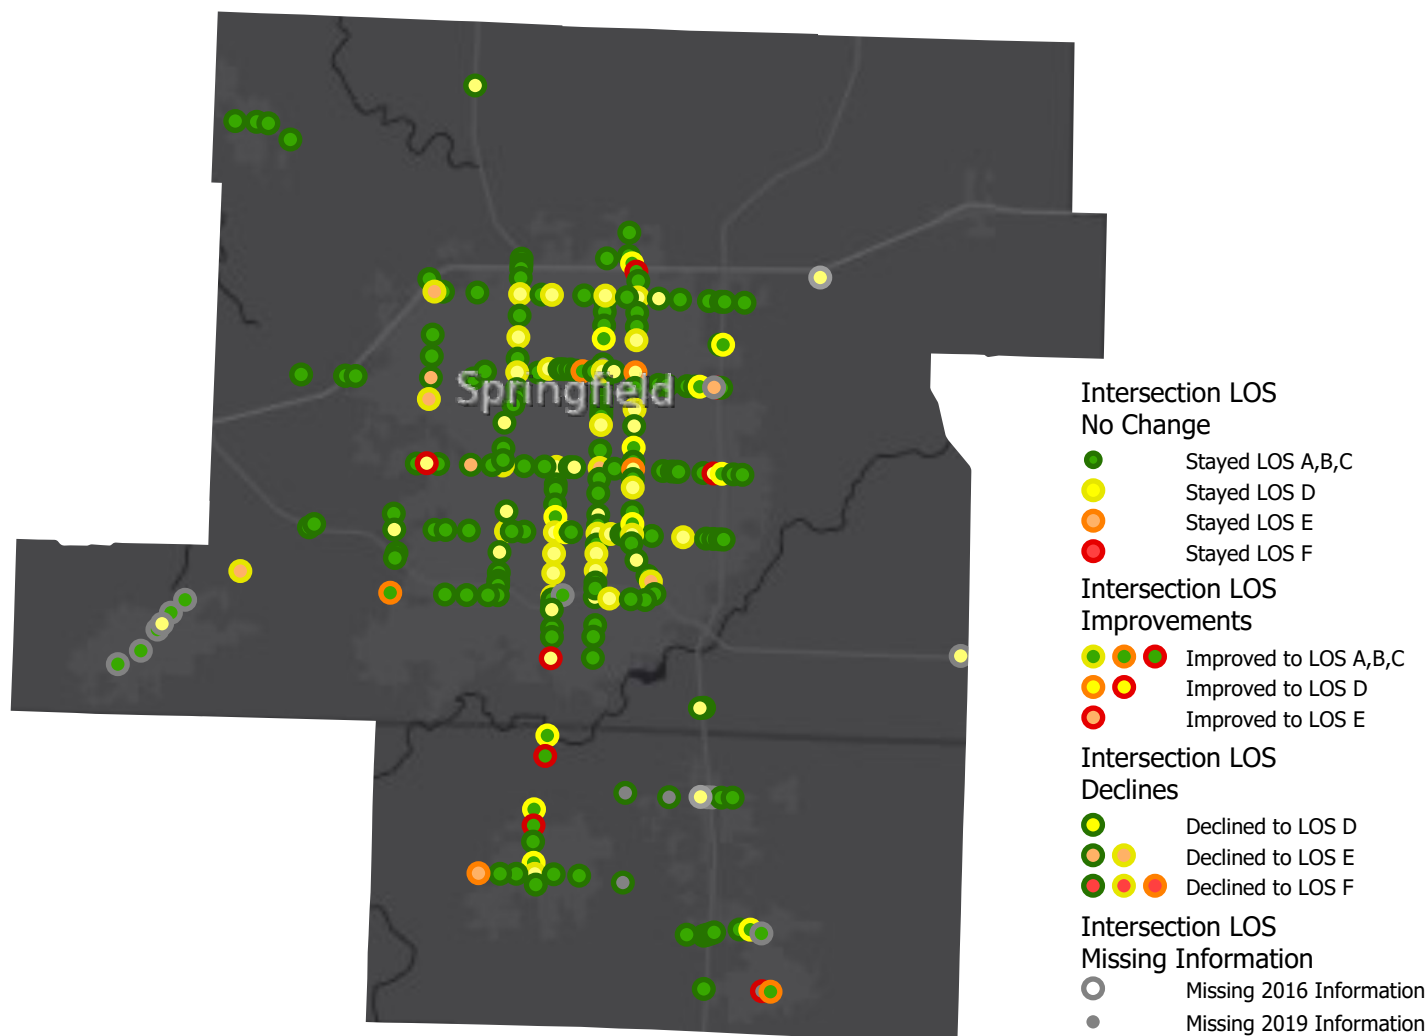 Springfield
Intersection LOS
No Change
Stayed LOS A,B,C
Stayed LOS D
Stayed LOS E
Stayed LOS F
Intersection LOS
Improvements
Improved to LOS A,B,C
Improved to LOS D
Improved to LOS E
Intersection LOS
Declines
Declined to LOS D
Declined to LOS E
Declined to LOS F
Intersection LOS
Missing Information
Missing 2016 Information
Missing 2019 Information